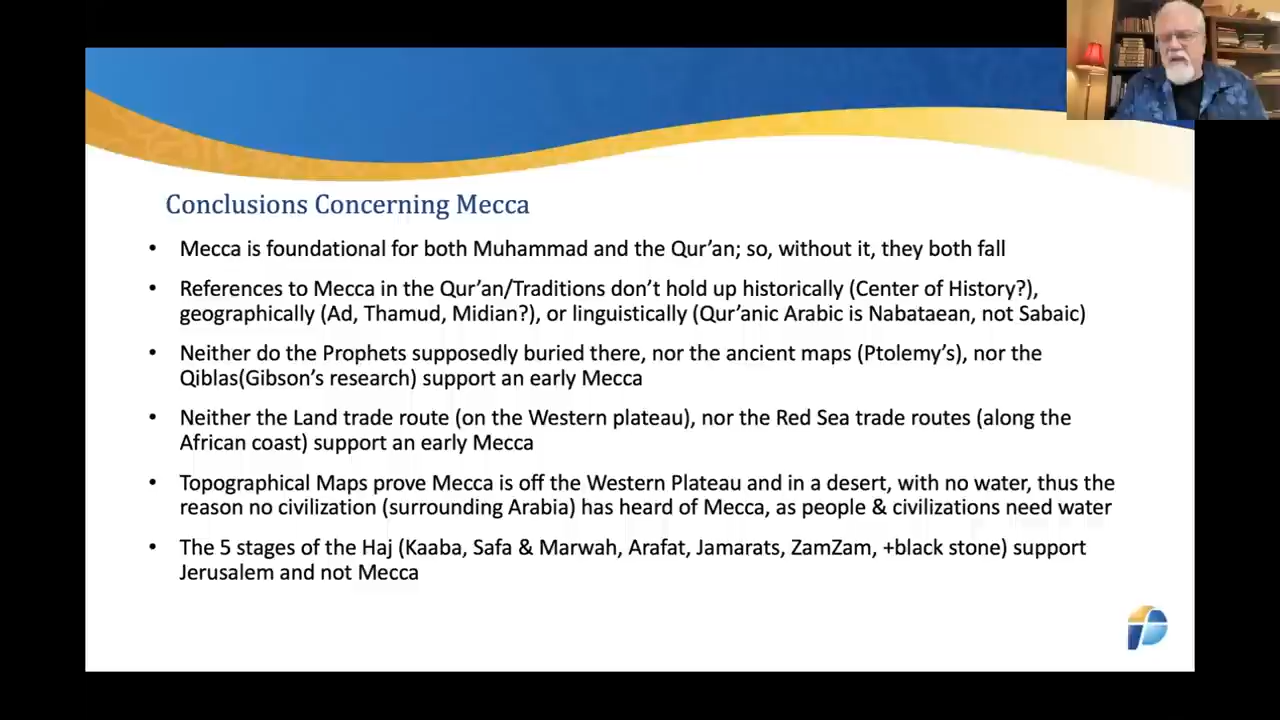 Conclusions Concerning Mecca
• Mecca is foundational for both Muhammad and the Qur’an; so, without it, they both fall
• References to Mecca in the Qur’an/Traditions don’t hold up historically (Center of History?),
geographically (Ad, Thamud, Midian?), or linguistically (Qur’anic Arabic is Nabataean, not Sabaic)
• Neither do the Prophets supposedly buried there, nor the ancient maps (Ptolemy’s), nor the
Qiblas(Gibson’s research) support an early Mecca
• Neither the Land trade route (on the Western plateau), nor the Red Sea trade routes (along the
African coast) support an early Mecca
• Topographical Maps prove Mecca is off the Western Plateau and in a desert, with no water, thus the
reason no civilization (surrounding Arabia) has heard of Mecca, as people & civilizations need water
• The 5 stages of the Haj (Kaaba, Safa & Marwah, Arafat, Jamarats, ZamZam, +black stone) support
Jerusalem and not Mecca